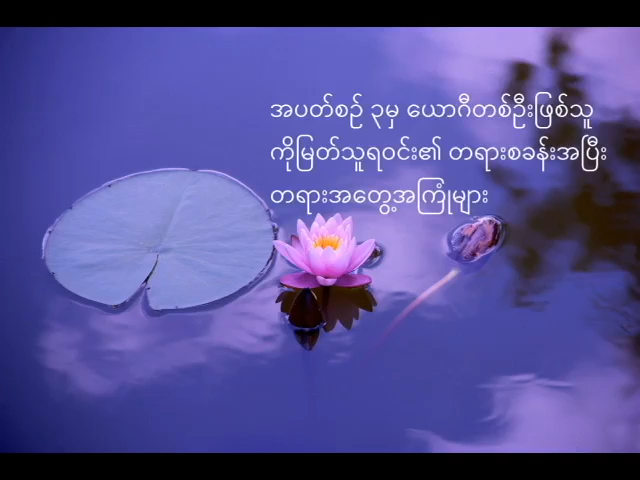 အပတ်စဉ် ၃မှ ယောဂီတစ်ဦးဖြစ်သူ
ကိုမြတ်သူရဝင်း၏ တရားစခန်းအပြီး
တရားအတွေ့အကြုံများ